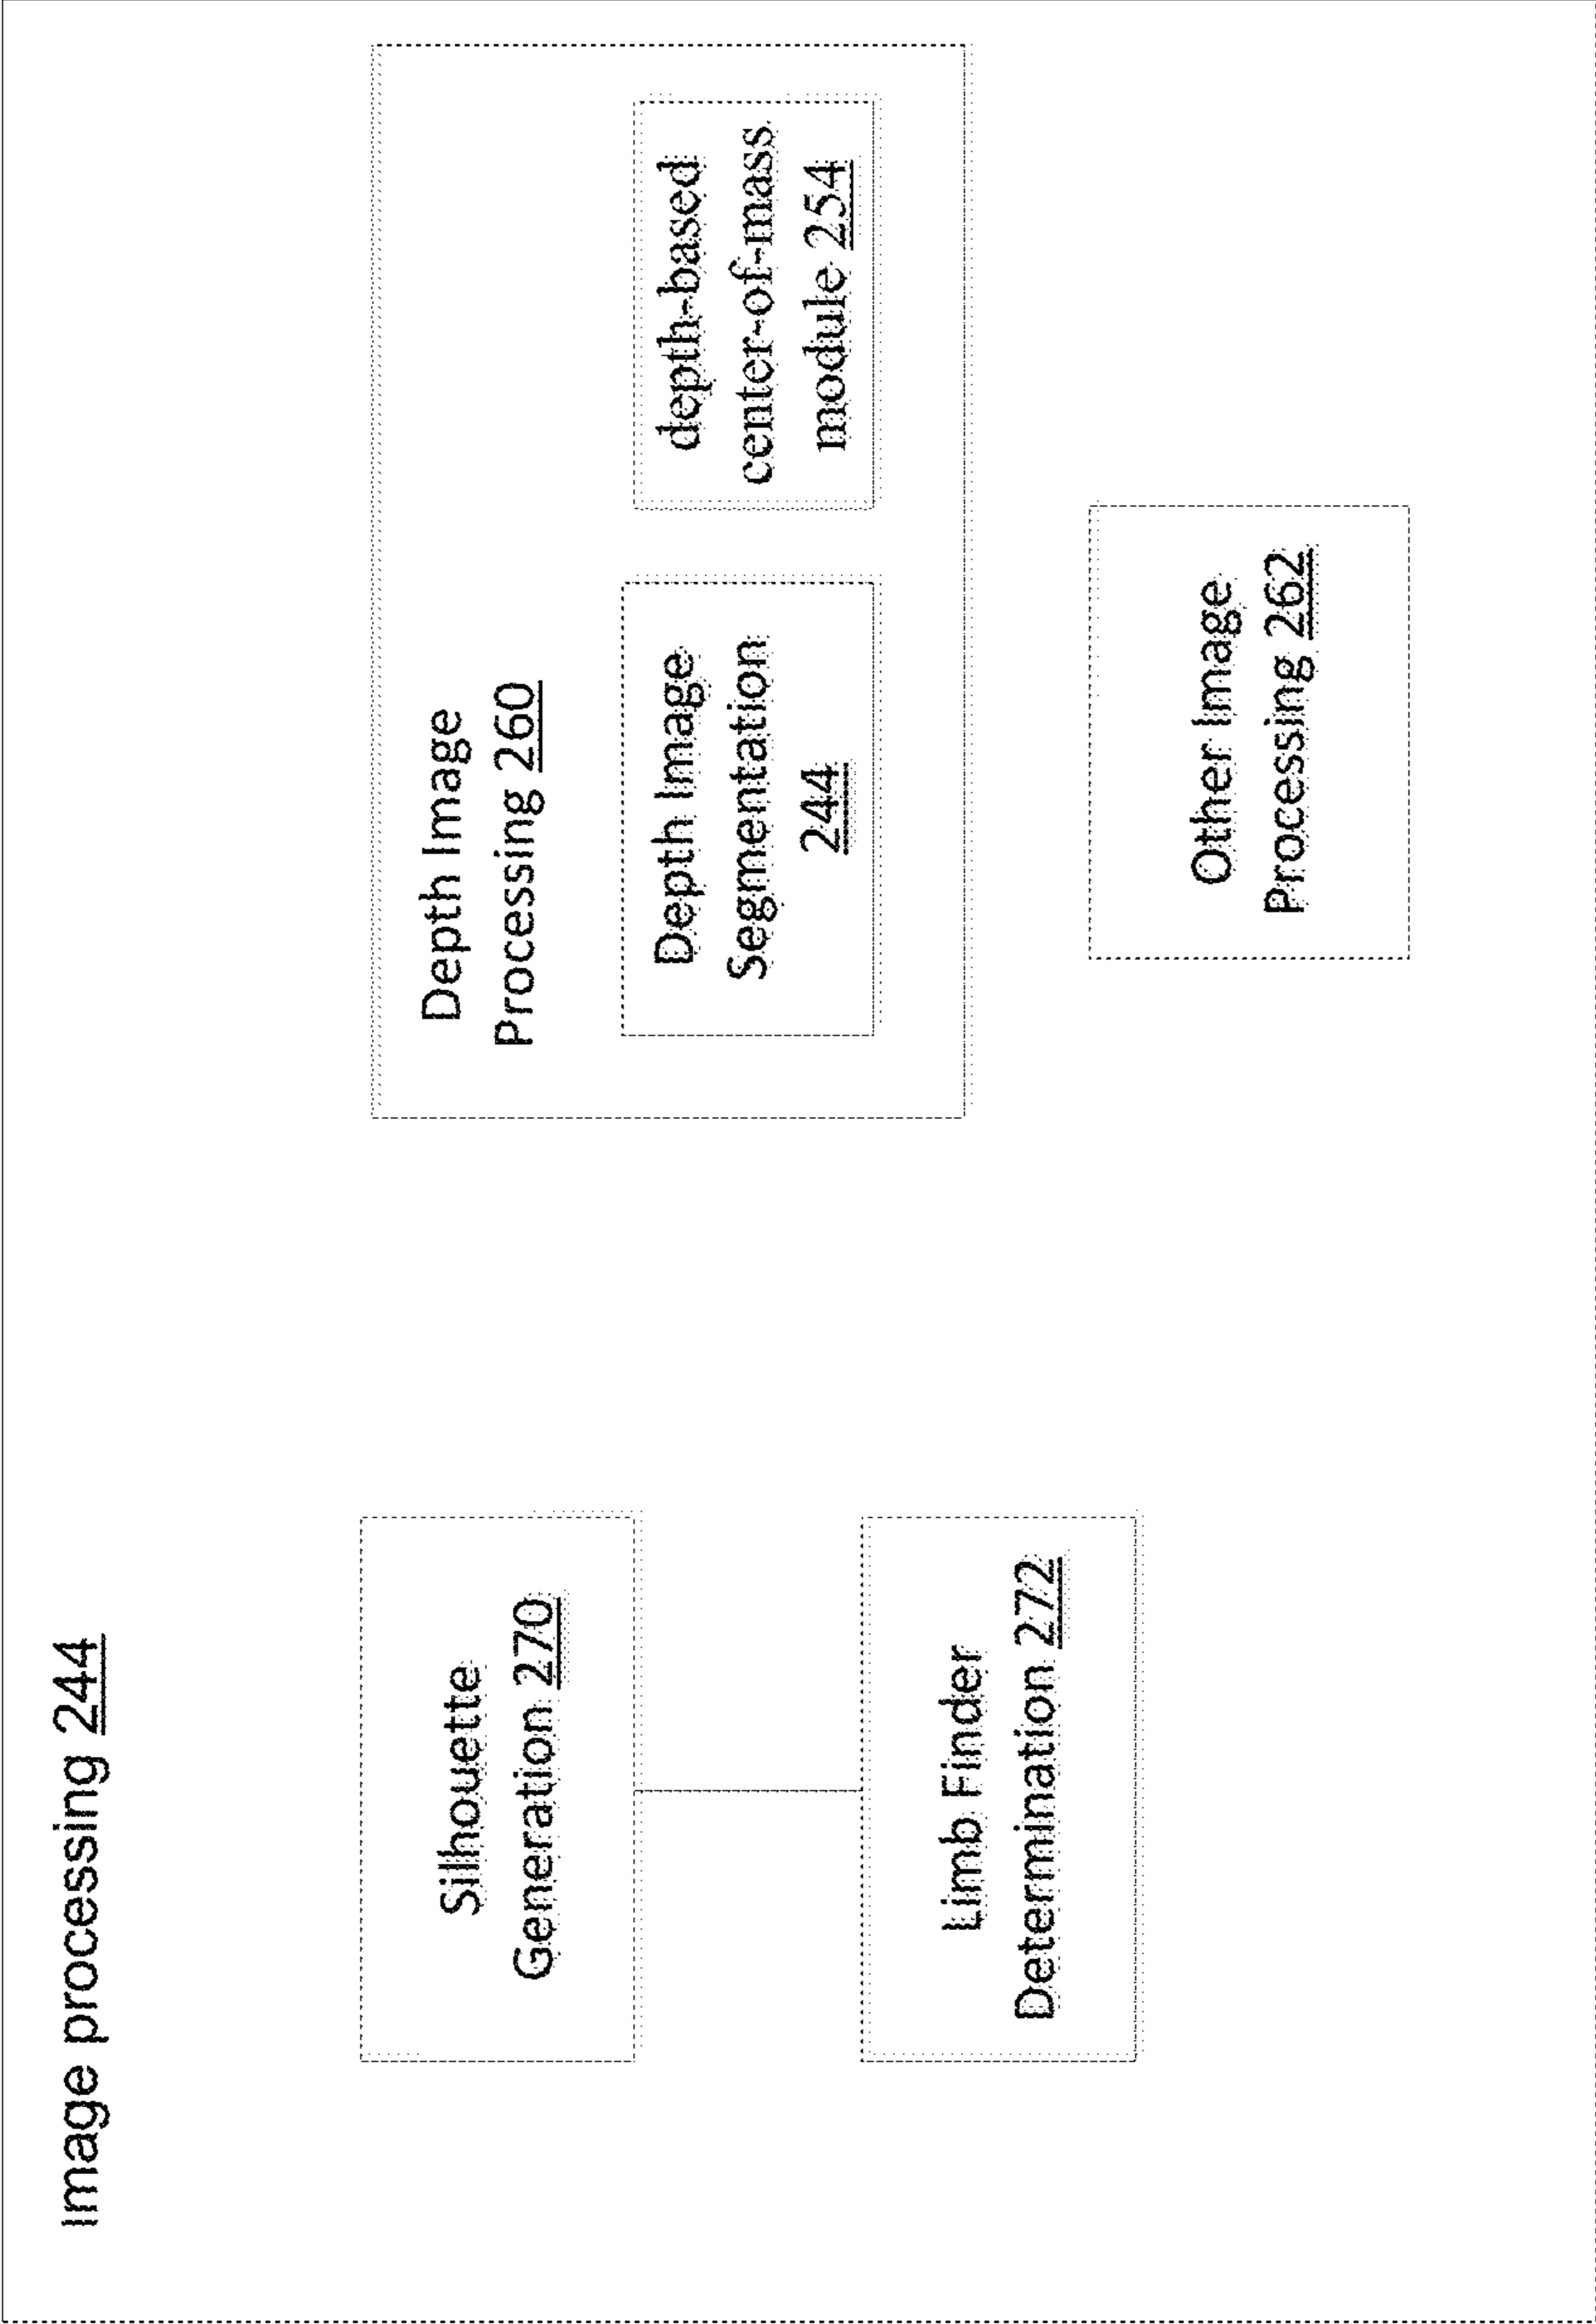 Image processing 244
Silhouette
Generation 270
Limb Finder
Determination 272
Depth Image
Processing 260
Depth Image
Segmentation
244
depth-based
center-of-mass
module 254
Other Image
Processing 262